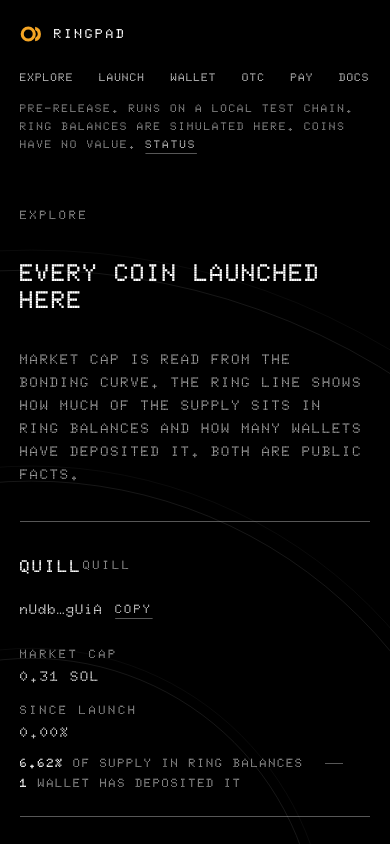 RINGPAD
EXPLORE LAUNCH WALLET OTC PAY DOCS
PRE-RELEASE. RUNS ON A LOCAL TEST CHAIN.
RING BALANCES ARE SIMULATED HERE. COINS
HAVE NO VALUE. STATUS
EXPLORE
EVERY COIN LAUNCHED
HERE
MARKET CAP IS READ FROM THE
BONDING CURVE. THE RING LINE SHOWS
HOW MUCH OF THE SUPPLY SITS IN
RING BALANCES AND HOW MANY WALLETS
HAVE DEPOSITED IT. BOTH ARE PUBLIC
FACTS.
QUILL QUILL
nUdb…gUiA COPY
MARKET CAP
0.31 SOL
SINCE LAUNCH
0.00%
6.62% OF SUPPLY IN RING BALANCES —
1 WALLET HAS DEPOSITED IT